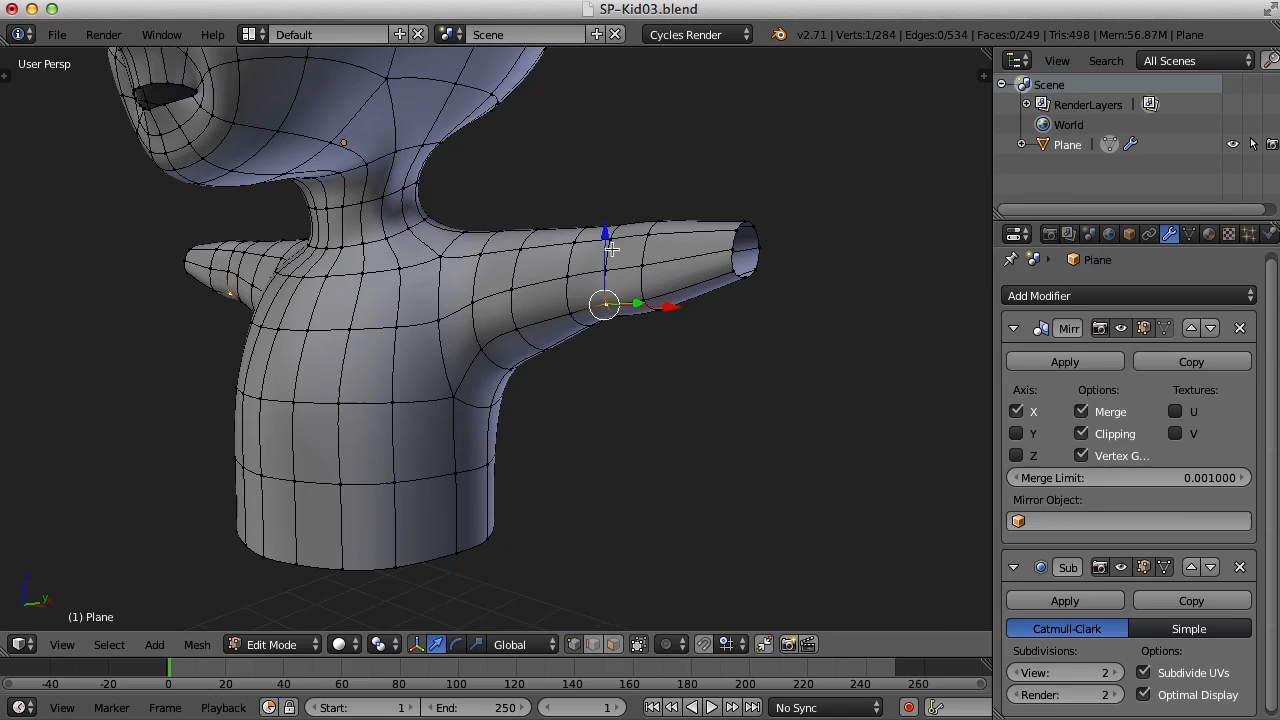 SP-Kid03.blend
File Render Window Help Default Scene Cycles Render v2.71 | Verts:1/284 | Edges:0/534 | Faces:0/249 | Tris:498 | Mem:56.87M | Plane
User Persp
View Search All Scenes
Scene
RenderLayers
World
Plane
Plane
Add Modifier
Mirr
Apply Copy
Axis: Options: Textures:
X Merge U
Y Clipping V
Z Vertex G...
Merge Limit: 0.001000
Mirror Object:
Sub
Apply Copy
Catmull-Clark Simple
Subdivisions: Options:
View: 2 Subdivide UVs
Render: 2 Optimal Display
z
y
(1) Plane
View Select Add Mesh Edit Mode Global
-40 -20 0 20 40 60 80 100 120 140 160 180 200 220 240 260
View Marker Frame Playback Start: 1 End: 250 1 No Sync